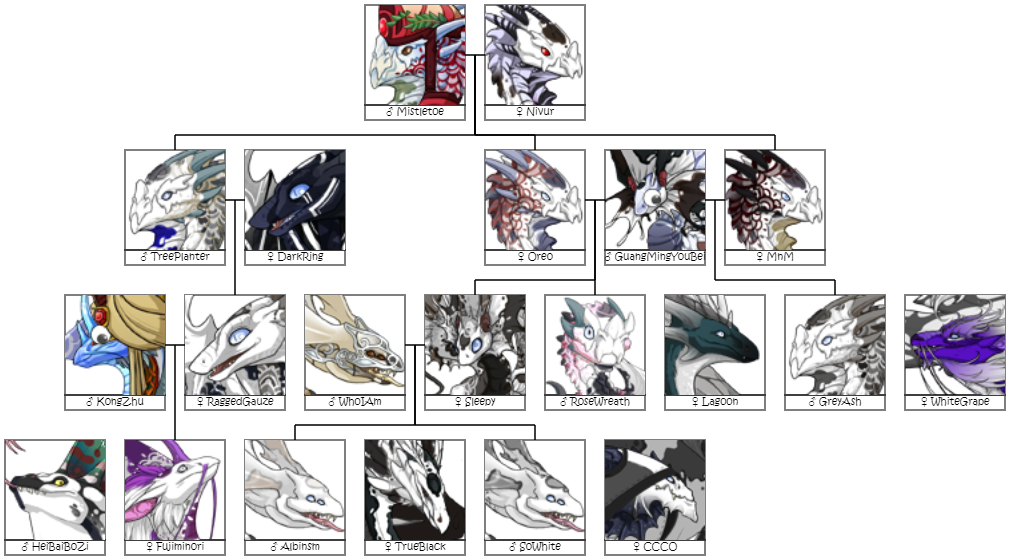 ♂ Mistletoe
♀ Nivur
♂ TreePlanter
♀ DarkRing
♀ Oreo
♂ GuangMingYouBei
♀ MnM
♂ KongZhu
♀ RaggedGauze
♂ WhoIAm
♀ Sleepy
♂ RoseWreath
♀ Lagoon
♂ GreyAsh
♀ WhiteGrape
♂ HeiBaiBoZi
♀ Fujiminori
♂ Albinsm
♀ TrueBlack
♂ SoWhite
♀ CCCO